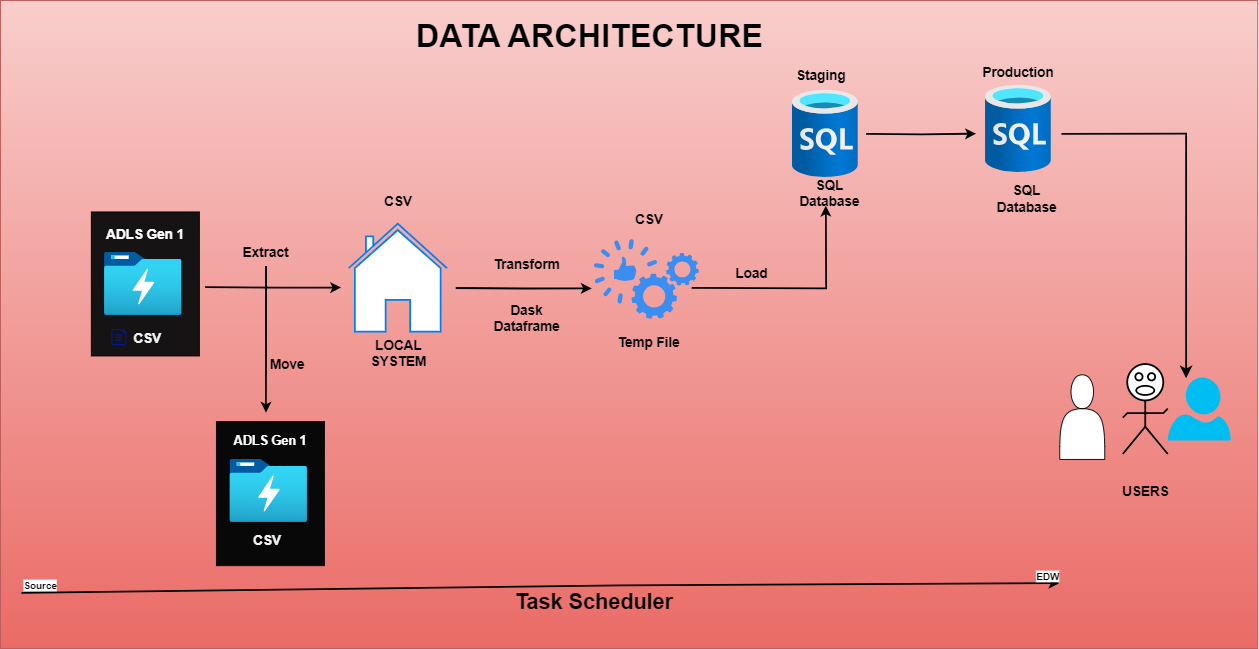 DATA ARCHITECTURE
Staging
SQL
SQL
Database
Production
SQL
SQL
Database
ADLS Gen 1
CSV
Extract
Move
CSV
LOCAL
SYSTEM
Transform
Dask
Dataframe
CSV
Temp File
Load
ADLS Gen 1
CSV
USERS
Source
EDW
Task Scheduler